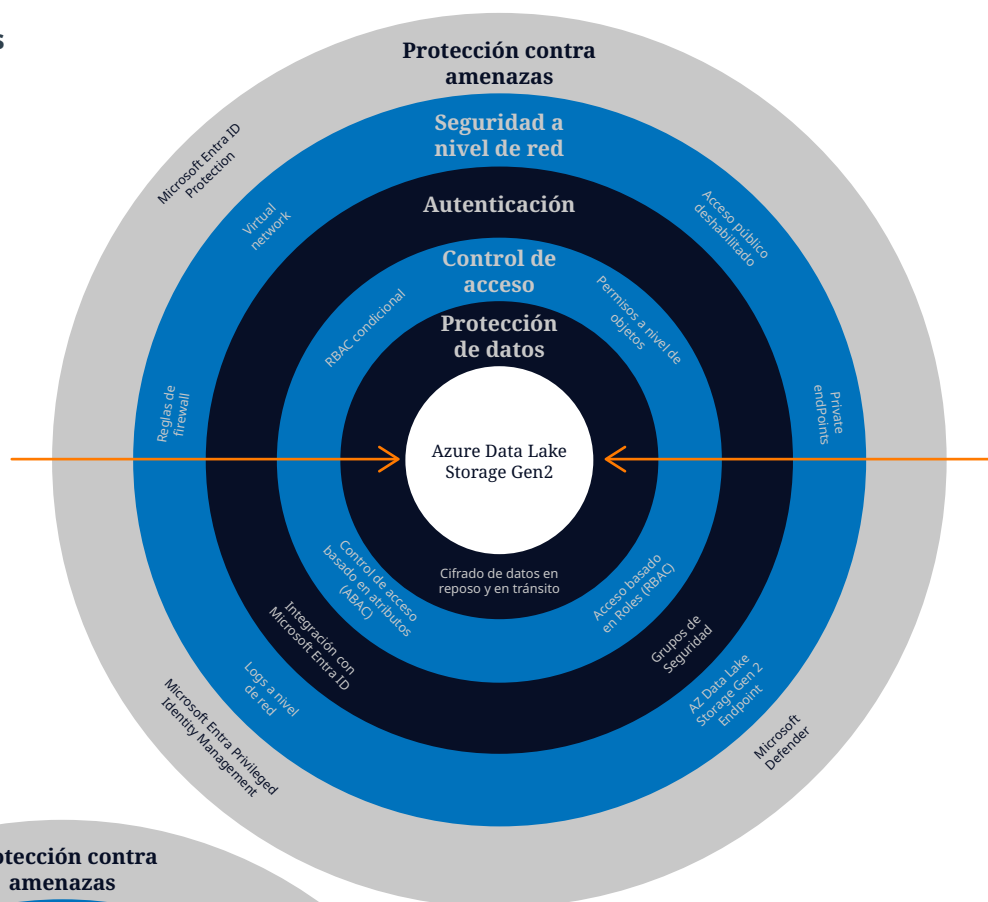 s
Protección contra
amenazas
Seguridad a
nivel de red
Autenticación
Control de
acceso
Protección
de datos
Microsoft Entra ID
Protection
Virtual
network
Acceso público
deshabilitado
RBAC condicional
Permisos a nivel de
objetos
Reglas de
firewall
Private
endPoints
Azure Data Lake
Storage Gen2
Cifrado de datos en
reposo y en tránsito
Control de acceso
basado en atributos
(ABAC)
Acceso basado
en Roles (RBAC)
Integración con
Microsoft Entra ID
Grupos de
Seguridad
Logs a nivel
de red
AZ Data Lake
Storage Gen 2
Endpoint
Microsoft Entra Privileged
Identity Management
Microsoft
Defender
otección contra
amenazas